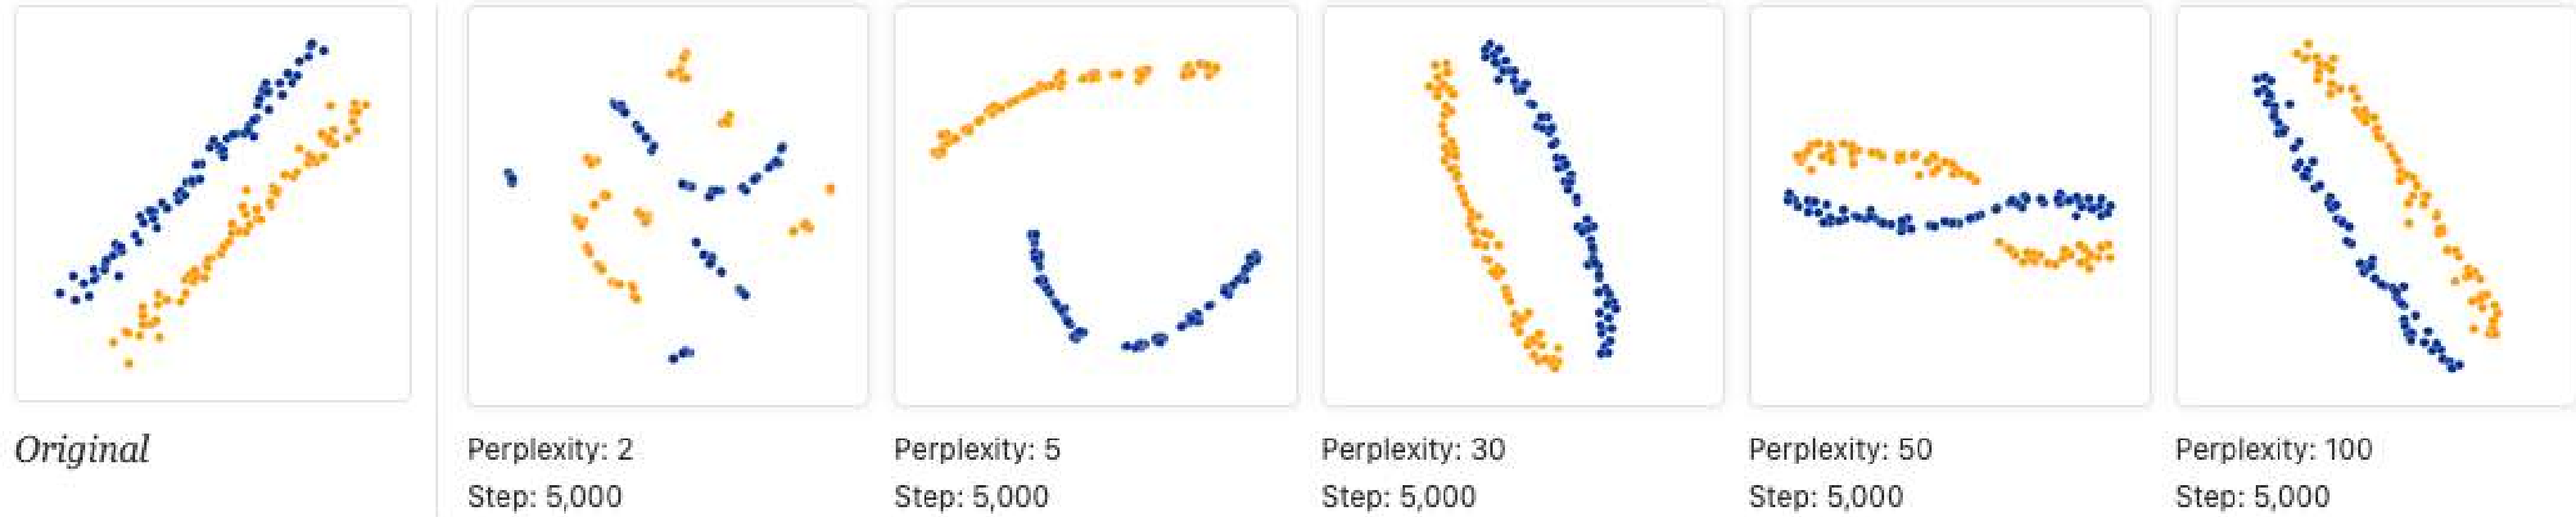 Original
Perplexity: 2
Step: 5,000
Perplexity: 5
Step: 5,000
Perplexity: 30
Step: 5,000
Perplexity: 50
Step: 5,000
Perplexity: 100
Step: 5,000